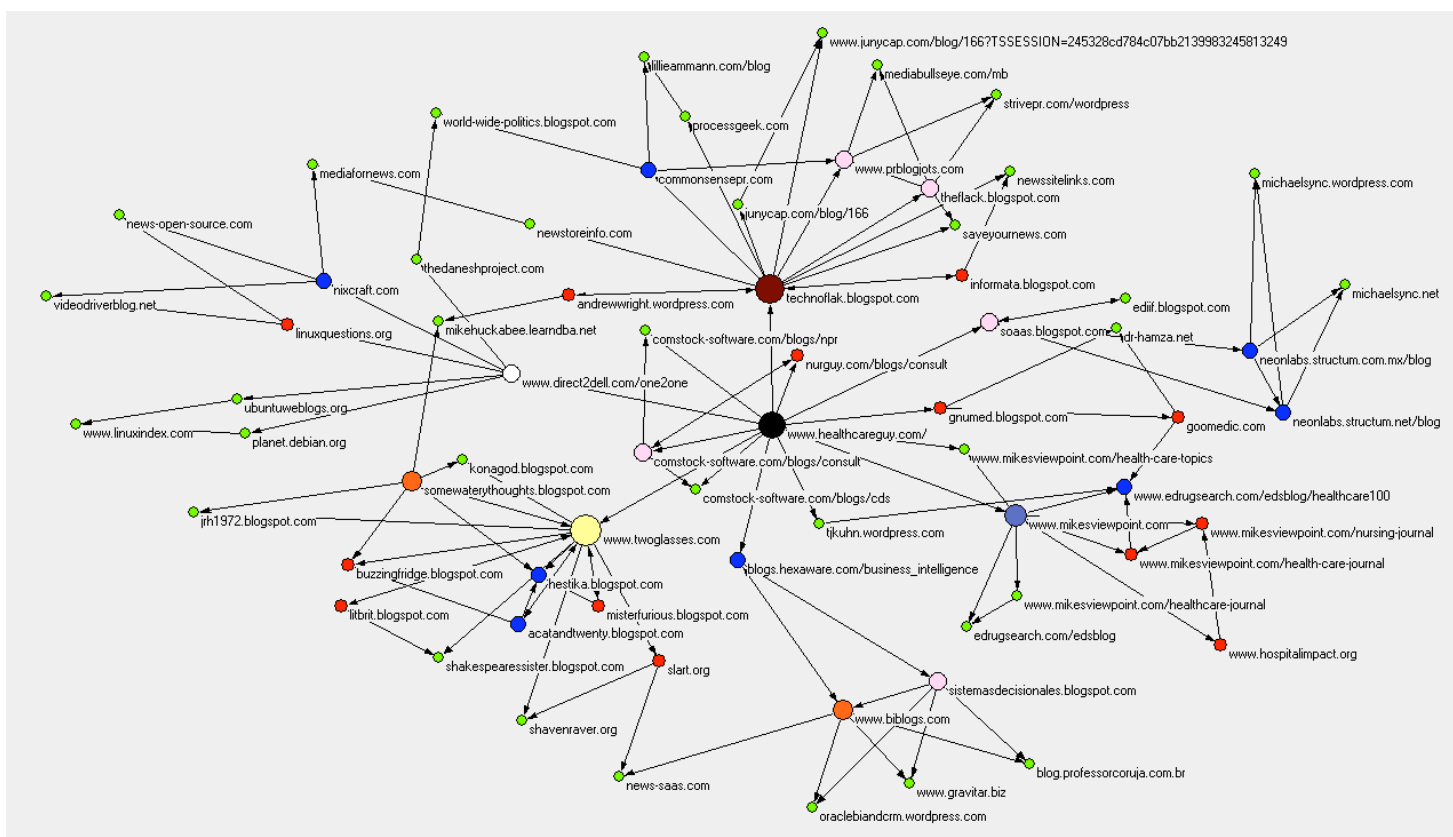 www.junycap.com/blog/166?TSSESSION=245328cd784c07bb2139983245813249
lillieammann.com/blog
mediabullseye.com/mb
strivepr.com/wordpress
world-wide-politics.blogspot.com
processgeek.com
www.prblogjots.com
mediafornews.com
commonsensepr.com
newssitelinks.com
michaelsync.wordpress.com
theflack.blogspot.com
junycap.com/blog/166
news-open-source.com
newstoreinfo.com
saveyournews.com
thedaneshproject.com
nixcraft.com
informata.blogspot.com
michaelsync.net
videodriverblog.net
andrewwright.wordpress.com
technoflak.blogspot.com
ediif.blogspot.com
linuxquestions.org
mikehuckabee.learndba.net
soaas.blogspot.com
dr-hamza.net
comstock-software.com/blogs/npr
neonlabs.structum.com.mx/blog
nurguy.com/blogs/consult
www.direct2dell.com/one2one
ubuntuweblogs.org
gnumed.blogspot.com
goomedic.com
neonlabs.structum.net/blog
www.linuxindex.com
planet.debian.org
www.healthcareguy.com/
comstock-software.com/blogs/consult
www.mikesviewpoint.com/health-care-topics
konagod.blogspot.com
somewaterythoughts.blogspot.com
comstock-software.com/blogs/cds
www.edrugsearch.com/edsblog/healthcare100
jrh1972.blogspot.com
www.twoglasses.com
tjkuhn.wordpress.com
www.mikesviewpoint.com
www.mikesviewpoint.com/nursing-journal
www.mikesviewpoint.com/health-care-journal
buzzingfridge.blogspot.com
hestika.blogspot.com
blogs.hexaware.com/business_intelligence
www.mikesviewpoint.com/healthcare-journal
litbrit.blogspot.com
misterfurious.blogspot.com
acatandtwenty.blogspot.com
edrugsearch.com/edsblog
www.hospitalimpact.org
shakespearessister.blogspot.com
slart.org
sistemasdecisionales.blogspot.com
www.biblogs.com
shavenraver.org
blog.professorcoruja.com.br
news-saas.com
www.gravitar.biz
oraclebiandcrm.wordpress.com